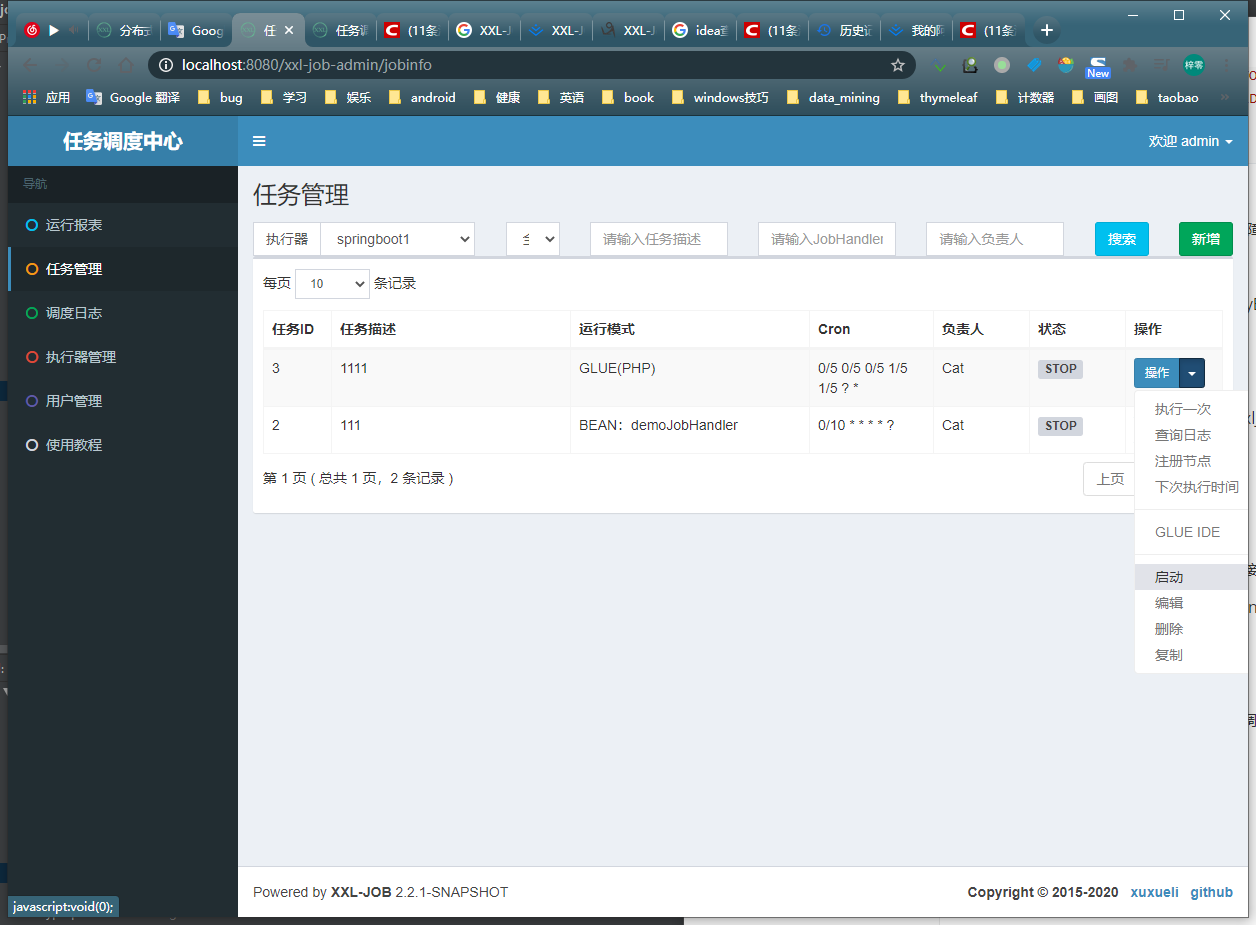 分布式
Goog
任
任务调
(11条
XXL-J
XXL-J
XXL-J
(11条
历史记
我的
(11条
localhost:8080/xxl-job-admin/jobinfo
New
梓零
应用
Google 翻译
bug
学习
娱乐
android
健康
英语
book
windows技巧
data_mining
thymeleaf
计数器
画图
taobao
任务调度中心
欢迎 admin
导航
运行报表
任务管理
调度日志
执行器管理
用户管理
使用教程
任务管理
执行器 springboot1
请输入任务描述
请输入JobHandler
请输入负责人
搜索
新增
每页 10 条记录
任务ID 任务描述 运行模式 Cron 负责人 状态 操作
3 1111 GLUE(PHP) 0/5 0/5 0/5 1/5 Cat STOP 操作
1/5 ? *
2 111 BEAN：demoJobHandler 0/10 * * * * ? Cat STOP
第 1 页 ( 总共 1 页，2 条记录 )
上页
执行一次
查询日志
注册节点
下次执行时间
GLUE IDE
启动
编辑
删除
复制
Powered by XXL-JOB 2.2.1-SNAPSHOT
Copyright © 2015-2020 xuxueli github
javascript:void(0);